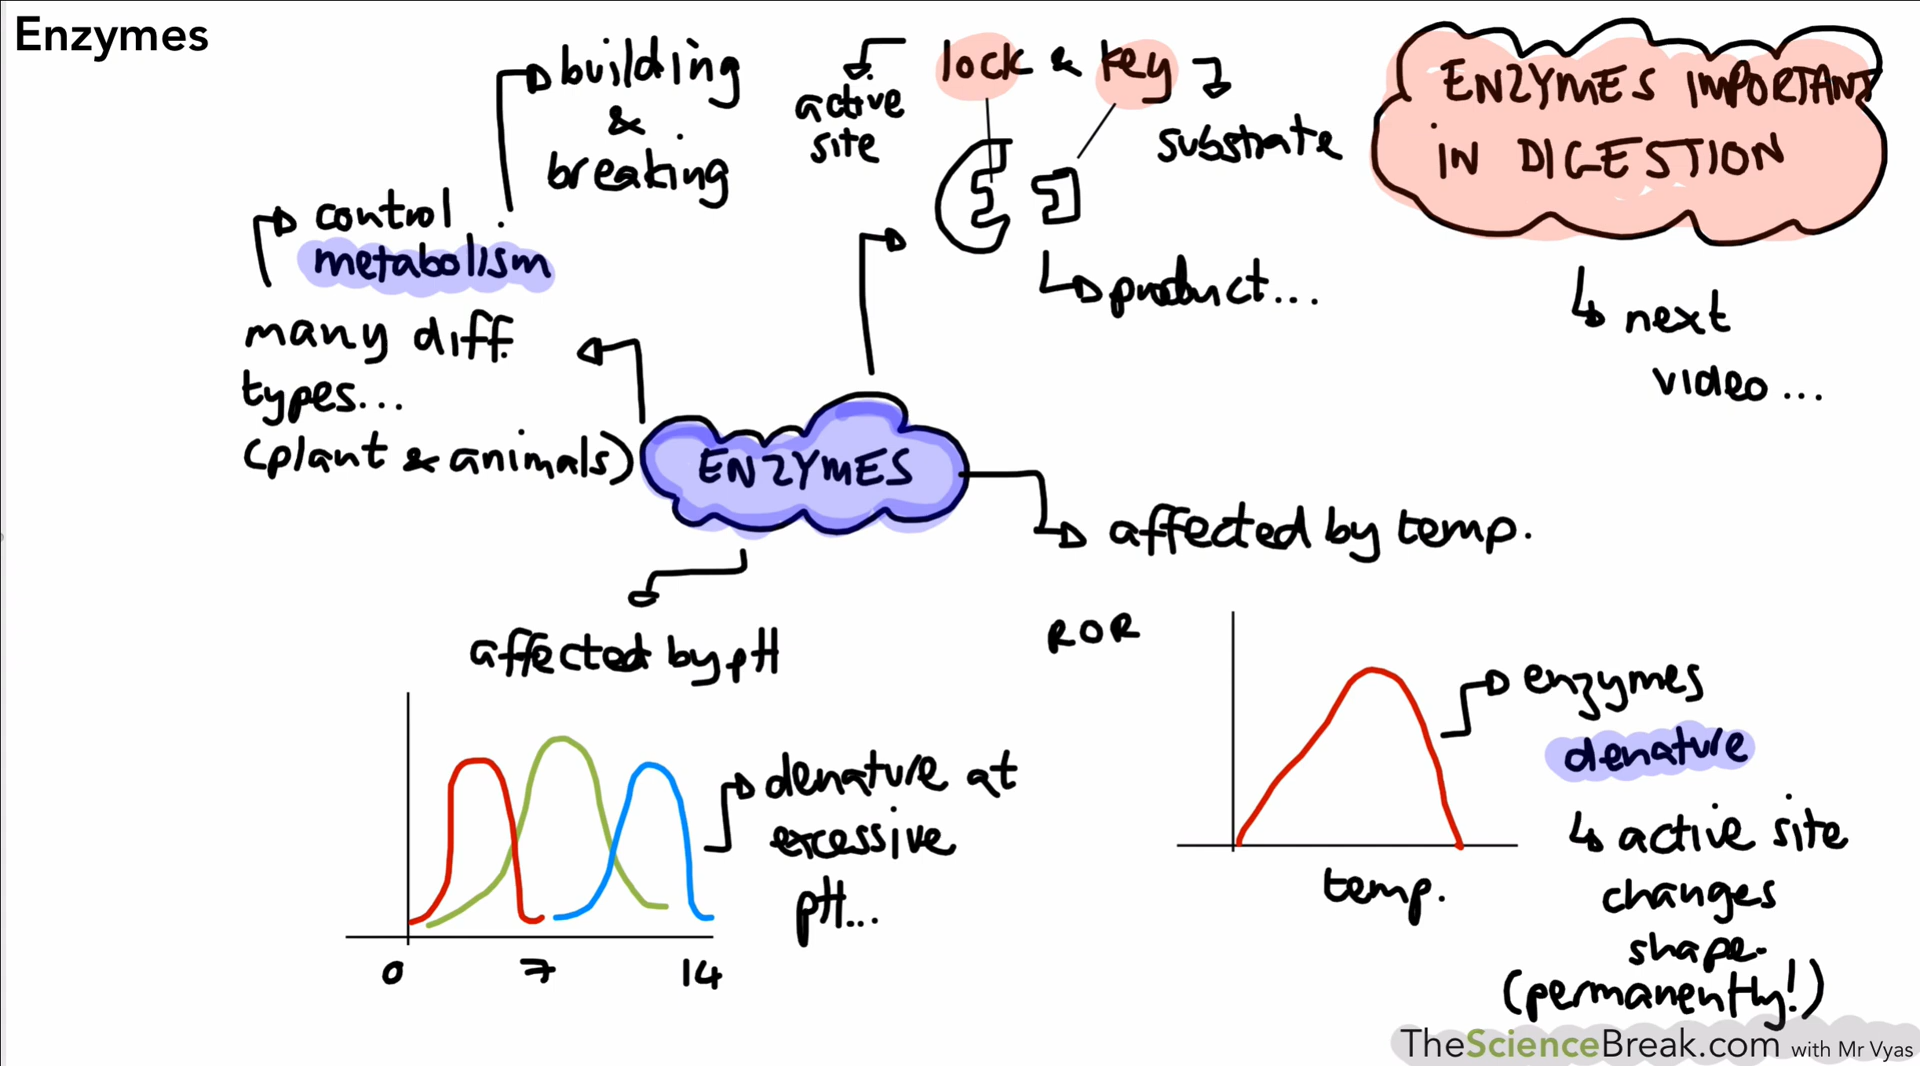 Enzymes
building
&
breaking
control
metabolism
many diff.
types...
(plant & animals)
lock & key
active
site
substrate
product...
ENZYMES IMPORTANT
IN DIGESTION
next
video...
ENZYMES
affected by temp.
ROR
temp.
enzymes
denature
active site
changes
shape
(permanently!)
affected by pH
0 7 14
denature at
excessive
pH...
TheScienceBreak.com with Mr Vyas